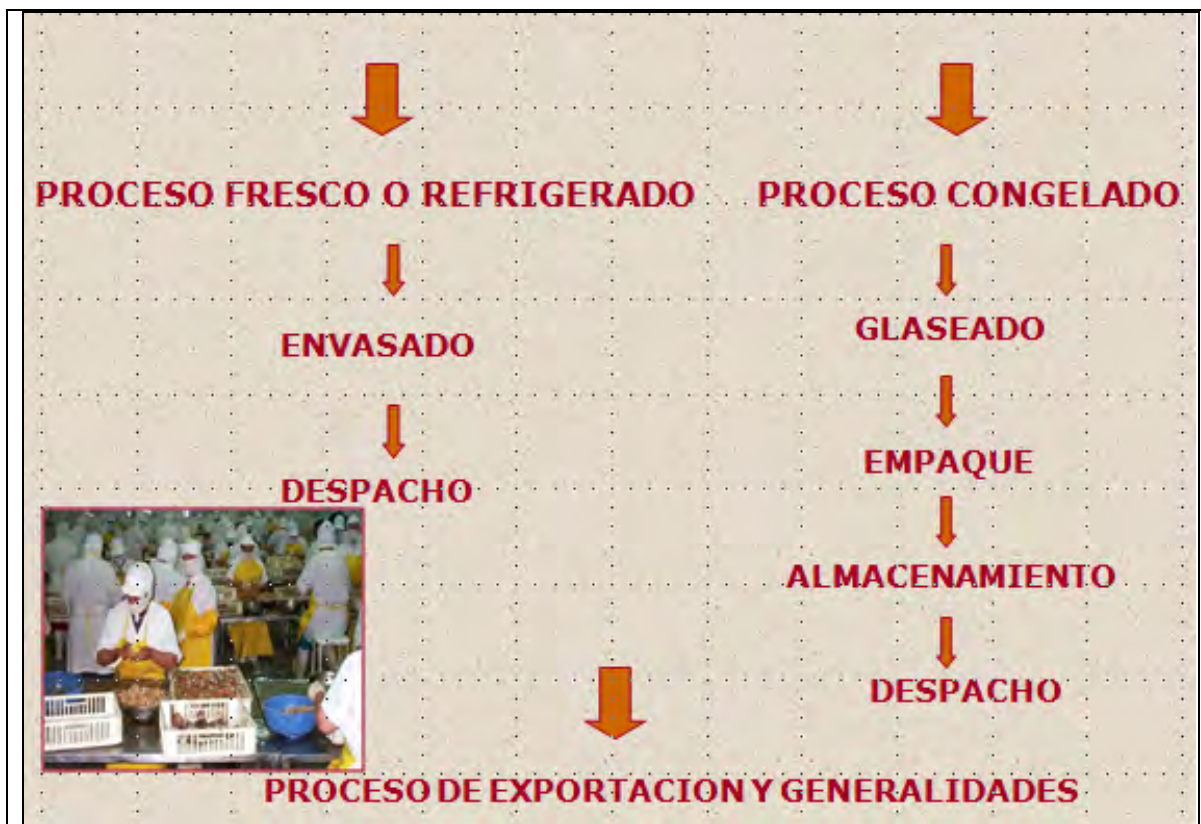 PROCESO FRESCO O REFRIGERADO
ENVASADO
DESPACHO
PROCESO CONGELADO
GLASEADO
EMPAQUE
ALMACENAMIENTO
DESPACHO
PROCESO DE EXPORTACION Y GENERALIDADES